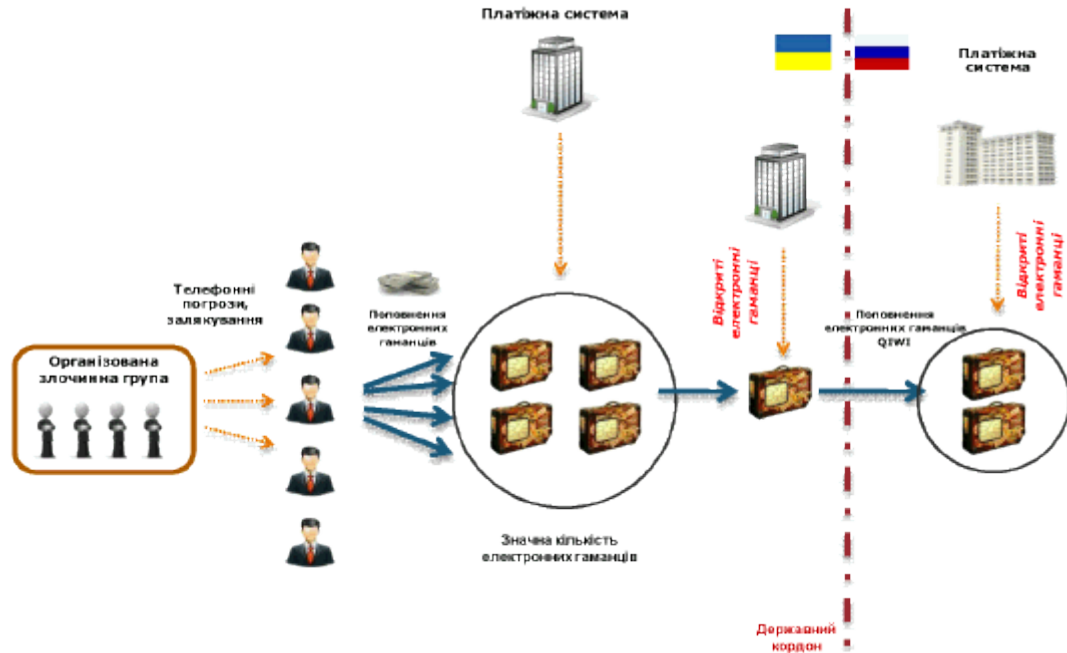 Платіжна система
Платіжна
система
Телефонні
погрози,
залякування
Поповнення
електронних
гаманців
Організована
злочинна група
Відкриті
електронні
гаманці
Поповнення
електронних гаманців
QIWI
Відкриті
електронні
гаманці
Значна кількість
електронних гаманців
Державний
кордон